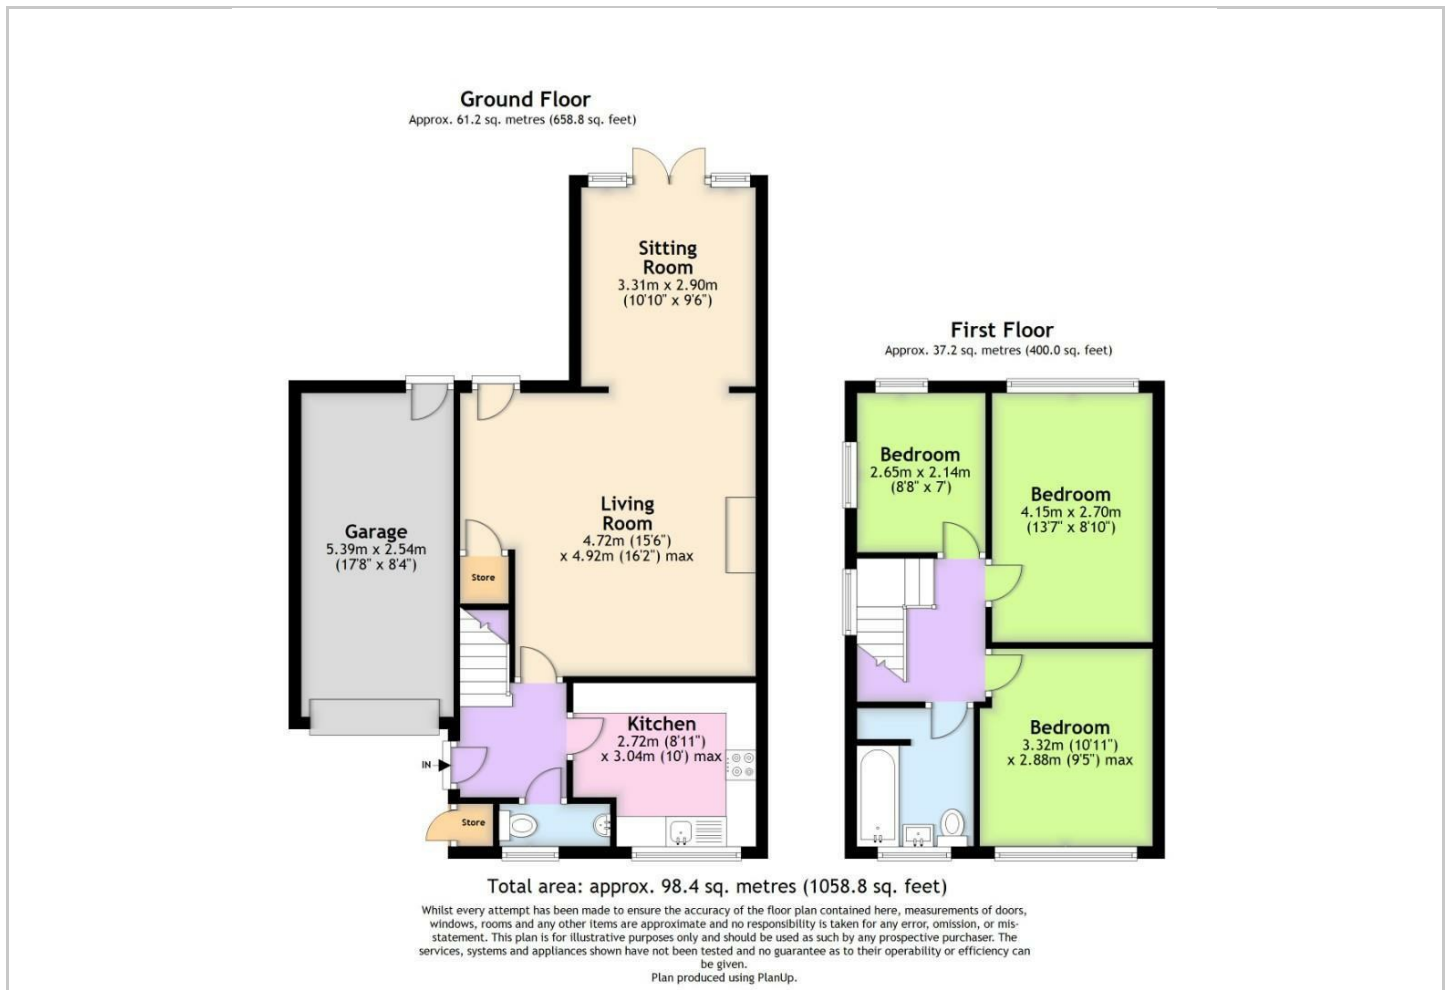 Ground Floor
Approx. 61.2 sq. metres (658.8 sq. feet)
Sitting
Room
3.31m x 2.90m
(10'10" x 9'6")
Living
Room
4.72m (15'6")
x 4.92m (16'2") max
Garage
5.39m x 2.54m
(17'8" x 8'4")
Store
Kitchen
2.72m (8'11")
x 3.04m (10') max
IN
Store
First Floor
Approx. 37.2 sq. metres (400.0 sq. feet)
Bedroom
2.65m x 2.14m
(8'8" x 7')
Bedroom
4.15m x 2.70m
(13'7" x 8'10")
Bedroom
3.32m (10'11")
x 2.88m (9'5") max
Total area: approx. 98.4 sq. metres (1058.8 sq. feet)
Whilst every attempt has been made to ensure the accuracy of the floor plan contained here, measurements of doors,
windows, rooms and any other items are approximate and no responsibility is taken for any error, omission, or mis-
statement. This plan is for illustrative purposes only and should be used as such by any prospective purchaser. The
services, systems and appliances shown have not been tested and no guarantee as to their operability or efficiency can
be given.
Plan produced using PlanUp.